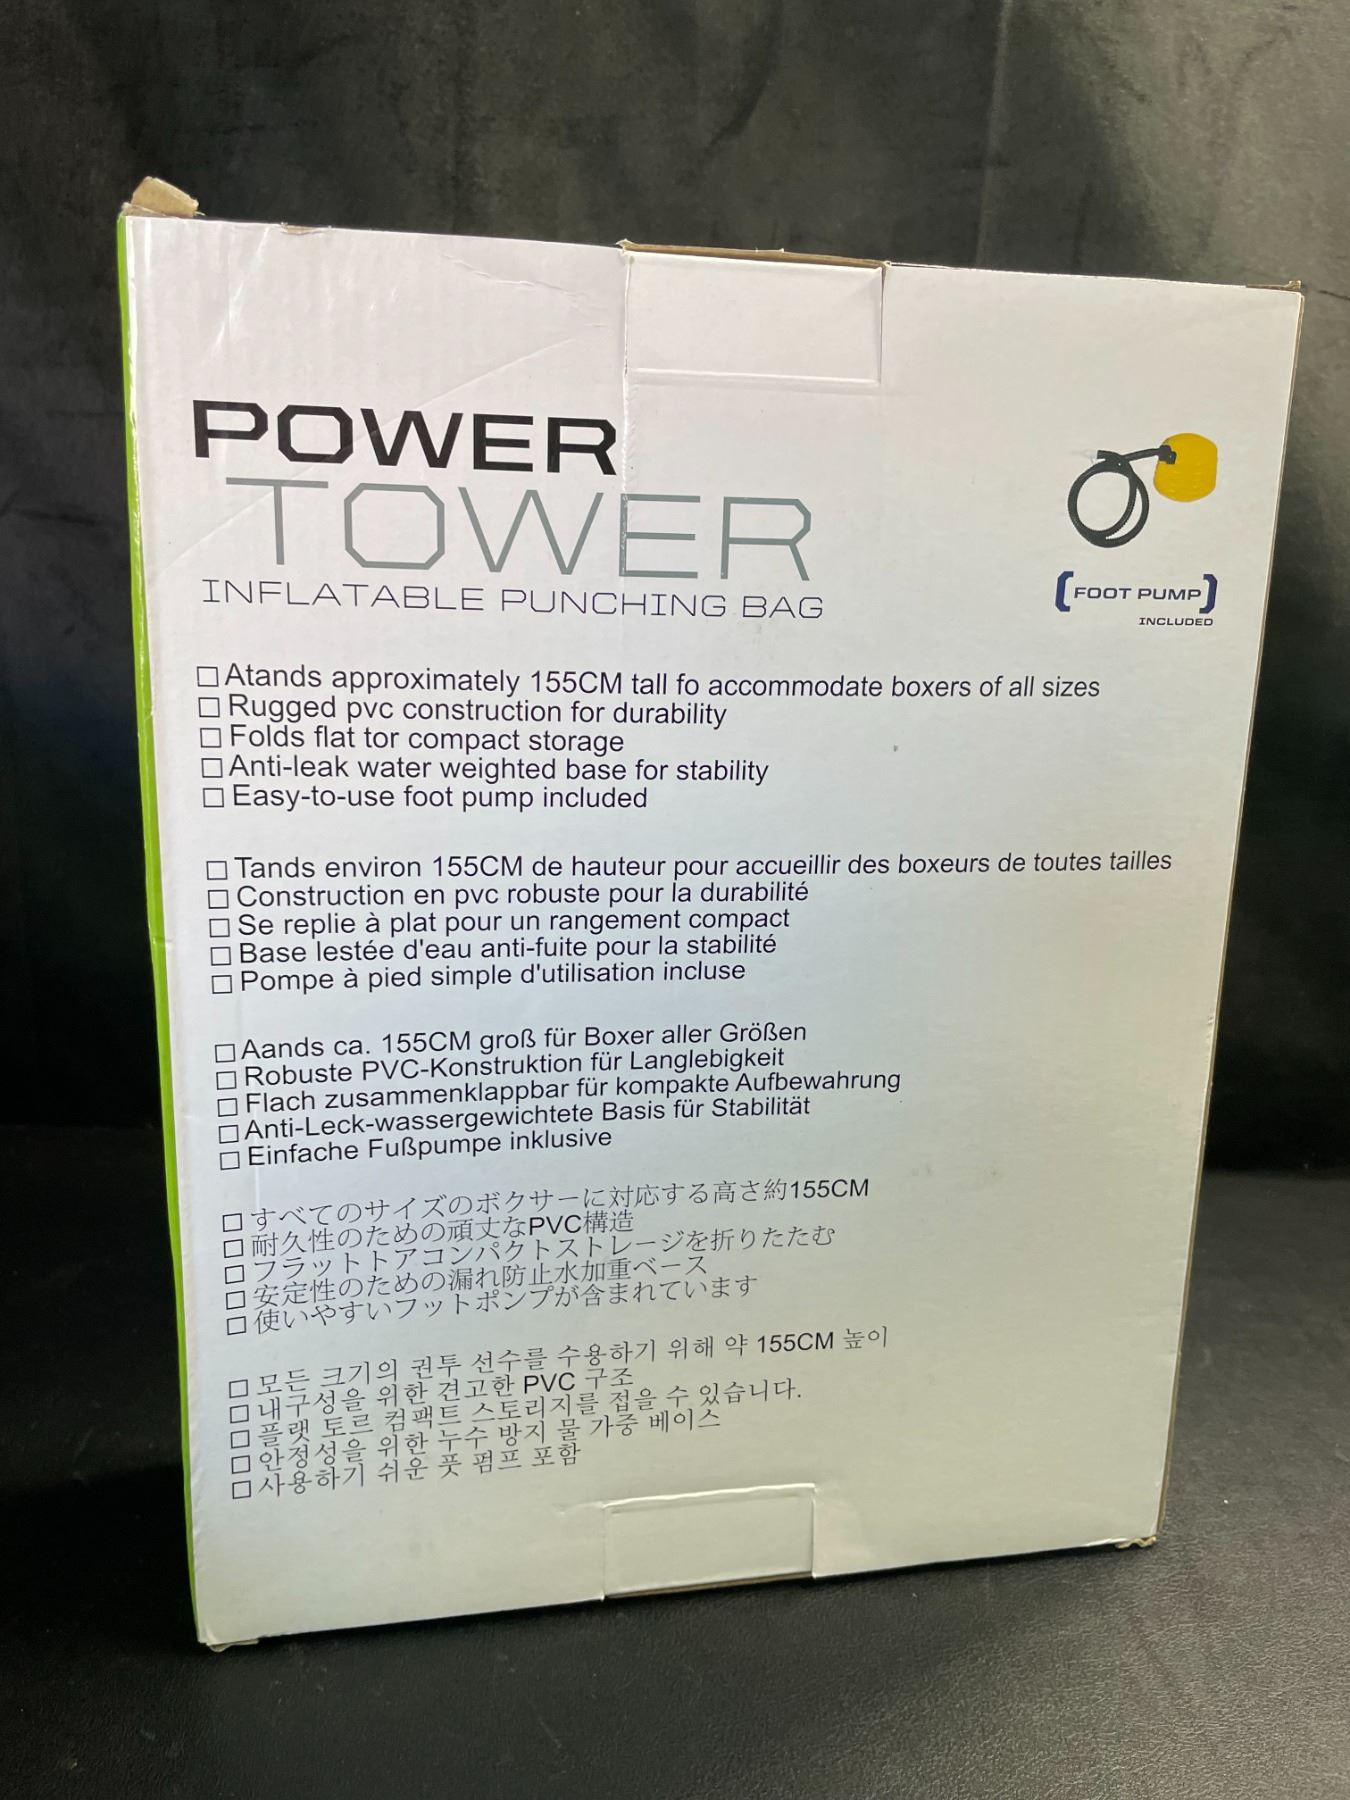 POWER
TOWER
INFLATABLE PUNCHING BAG
[FOOT PUMP]
INCLUDED
□ Atands approximately 155CM tall fo accommodate boxers of all sizes
□ Rugged pvc construction for durability
□ Folds flat tor compact storage
□ Anti-leak water weighted base for stability
□ Easy-to-use foot pump included
□ Tands environ 155CM de hauteur pour accueillir des boxeurs de toutes tailles
□ Construction en pvc robuste pour la durabilité
□ Se replie à plat pour un rangement compact
□ Base lestée d'eau anti-fuite pour la stabilité
□ Pompe à pied simple d'utilisation incluse
□ Aands ca. 155CM groß für Boxer aller Größen
□ Robuste PVC-Konstruktion für Langlebigkeit
□ Flach zusammenklappbar für kompakte Aufbewahrung
□ Anti-Leck-wassergewichtete Basis für Stabilität
□ Einfache Fußpumpe inklusive
□ すべてのサイズのボクサーに対応する高さ約155CM
□ 耐久性のための頑丈なPVC構造
□ フラットトアコンパクトストレージを折りたたむ
□ 安定性のための漏れ防止水加重ベース
□ 使いやすいフットポンプが含まれています
□ 모든 크기의 권투 선수를 수용하기 위해 약 155CM 높이
□ 내구성을 위한 견고한 PVC 구조
□ 플랫 토르 컴팩트 스토리지를 접을 수 있습니다.
□ 안정성을 위한 누수 방지 물 가중 베이스
□ 사용하기 쉬운 풋 펌프 포함